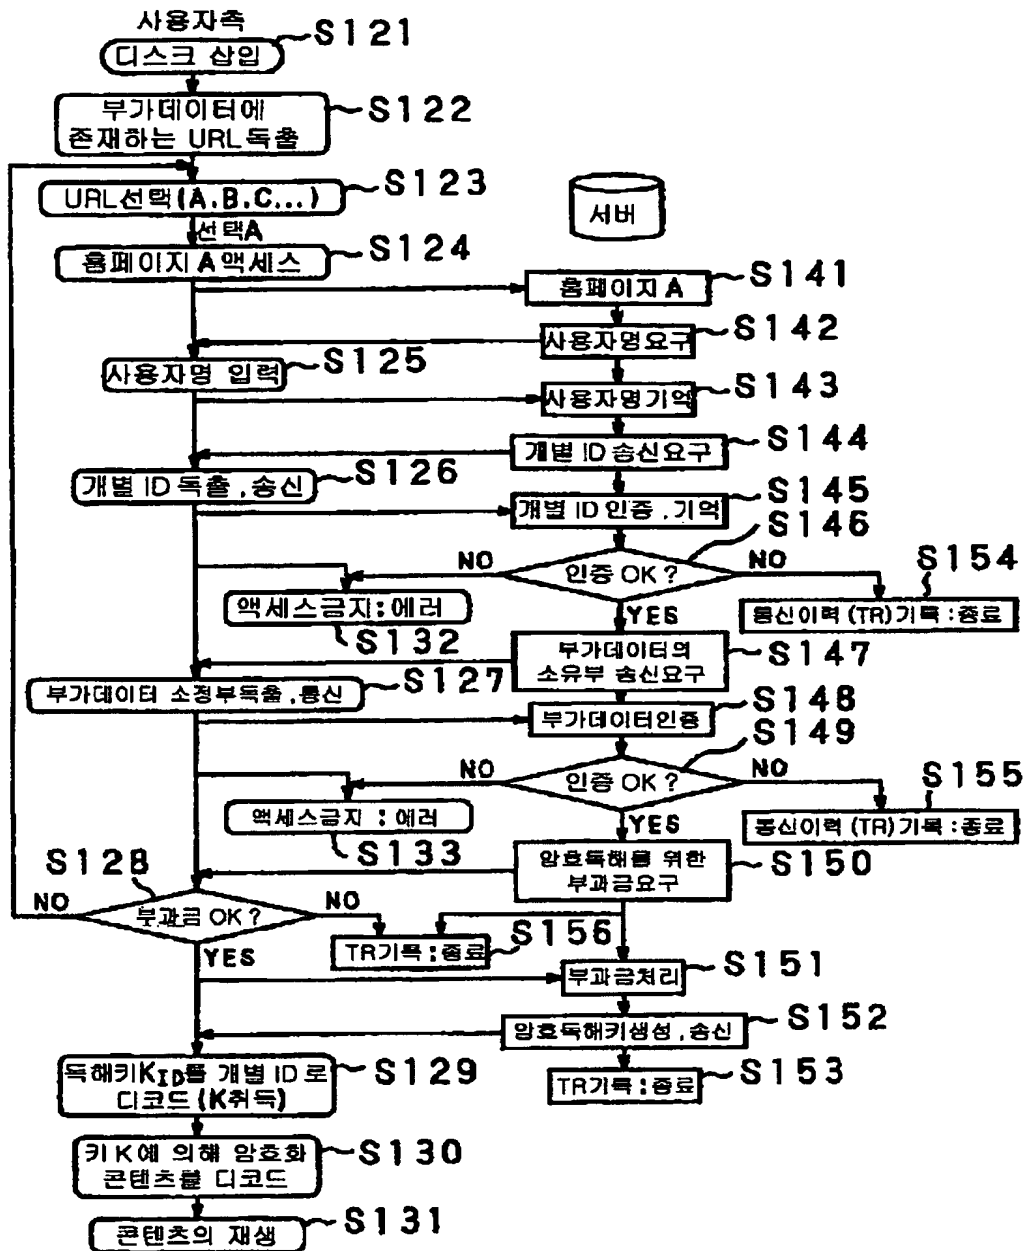 사용자측
S121
디스크 삽입
S122
부가데이터에
존재하는 URL 독출
S123
URL선택(A.B.C...)
선택A
서버
S124
홈페이지 A 액세스
S141
홈페이지 A
S142
사용자명요구
S125
사용자명 입력
S143
사용자명기억
S144
개별 ID 송신요구
S126
개별 ID 독출 , 송신
S145
개별 ID 인증 , 기억
S146
NO
인증 OK ?
NO
S154
YES
액세스금지 : 에러
통신이력 (TR) 기록 : 종료
S132
S147
부가데이터의
소유부 송신요구
S127
부가데이터 소정부독출 , 통신
S148
부가데이터인증
S149
NO
인증 OK ?
NO
S155
YES
액세스금지 : 에러
통신이력 (TR) 기록 : 종료
S133
S128
S150
암호독해를 위한
부과금요구
NO
부과금 OK ?
NO
S156
YES
TR기록 : 종료
S151
부과금처리
S152
암호독해키생성 , 송신
S129
독해키KID를 개별 ID 로
디코드 (K취득)
S153
TR기록 : 종료
S130
키 K에 의해 암호화
콘텐츠를 디코드
S131
콘텐츠의 재생